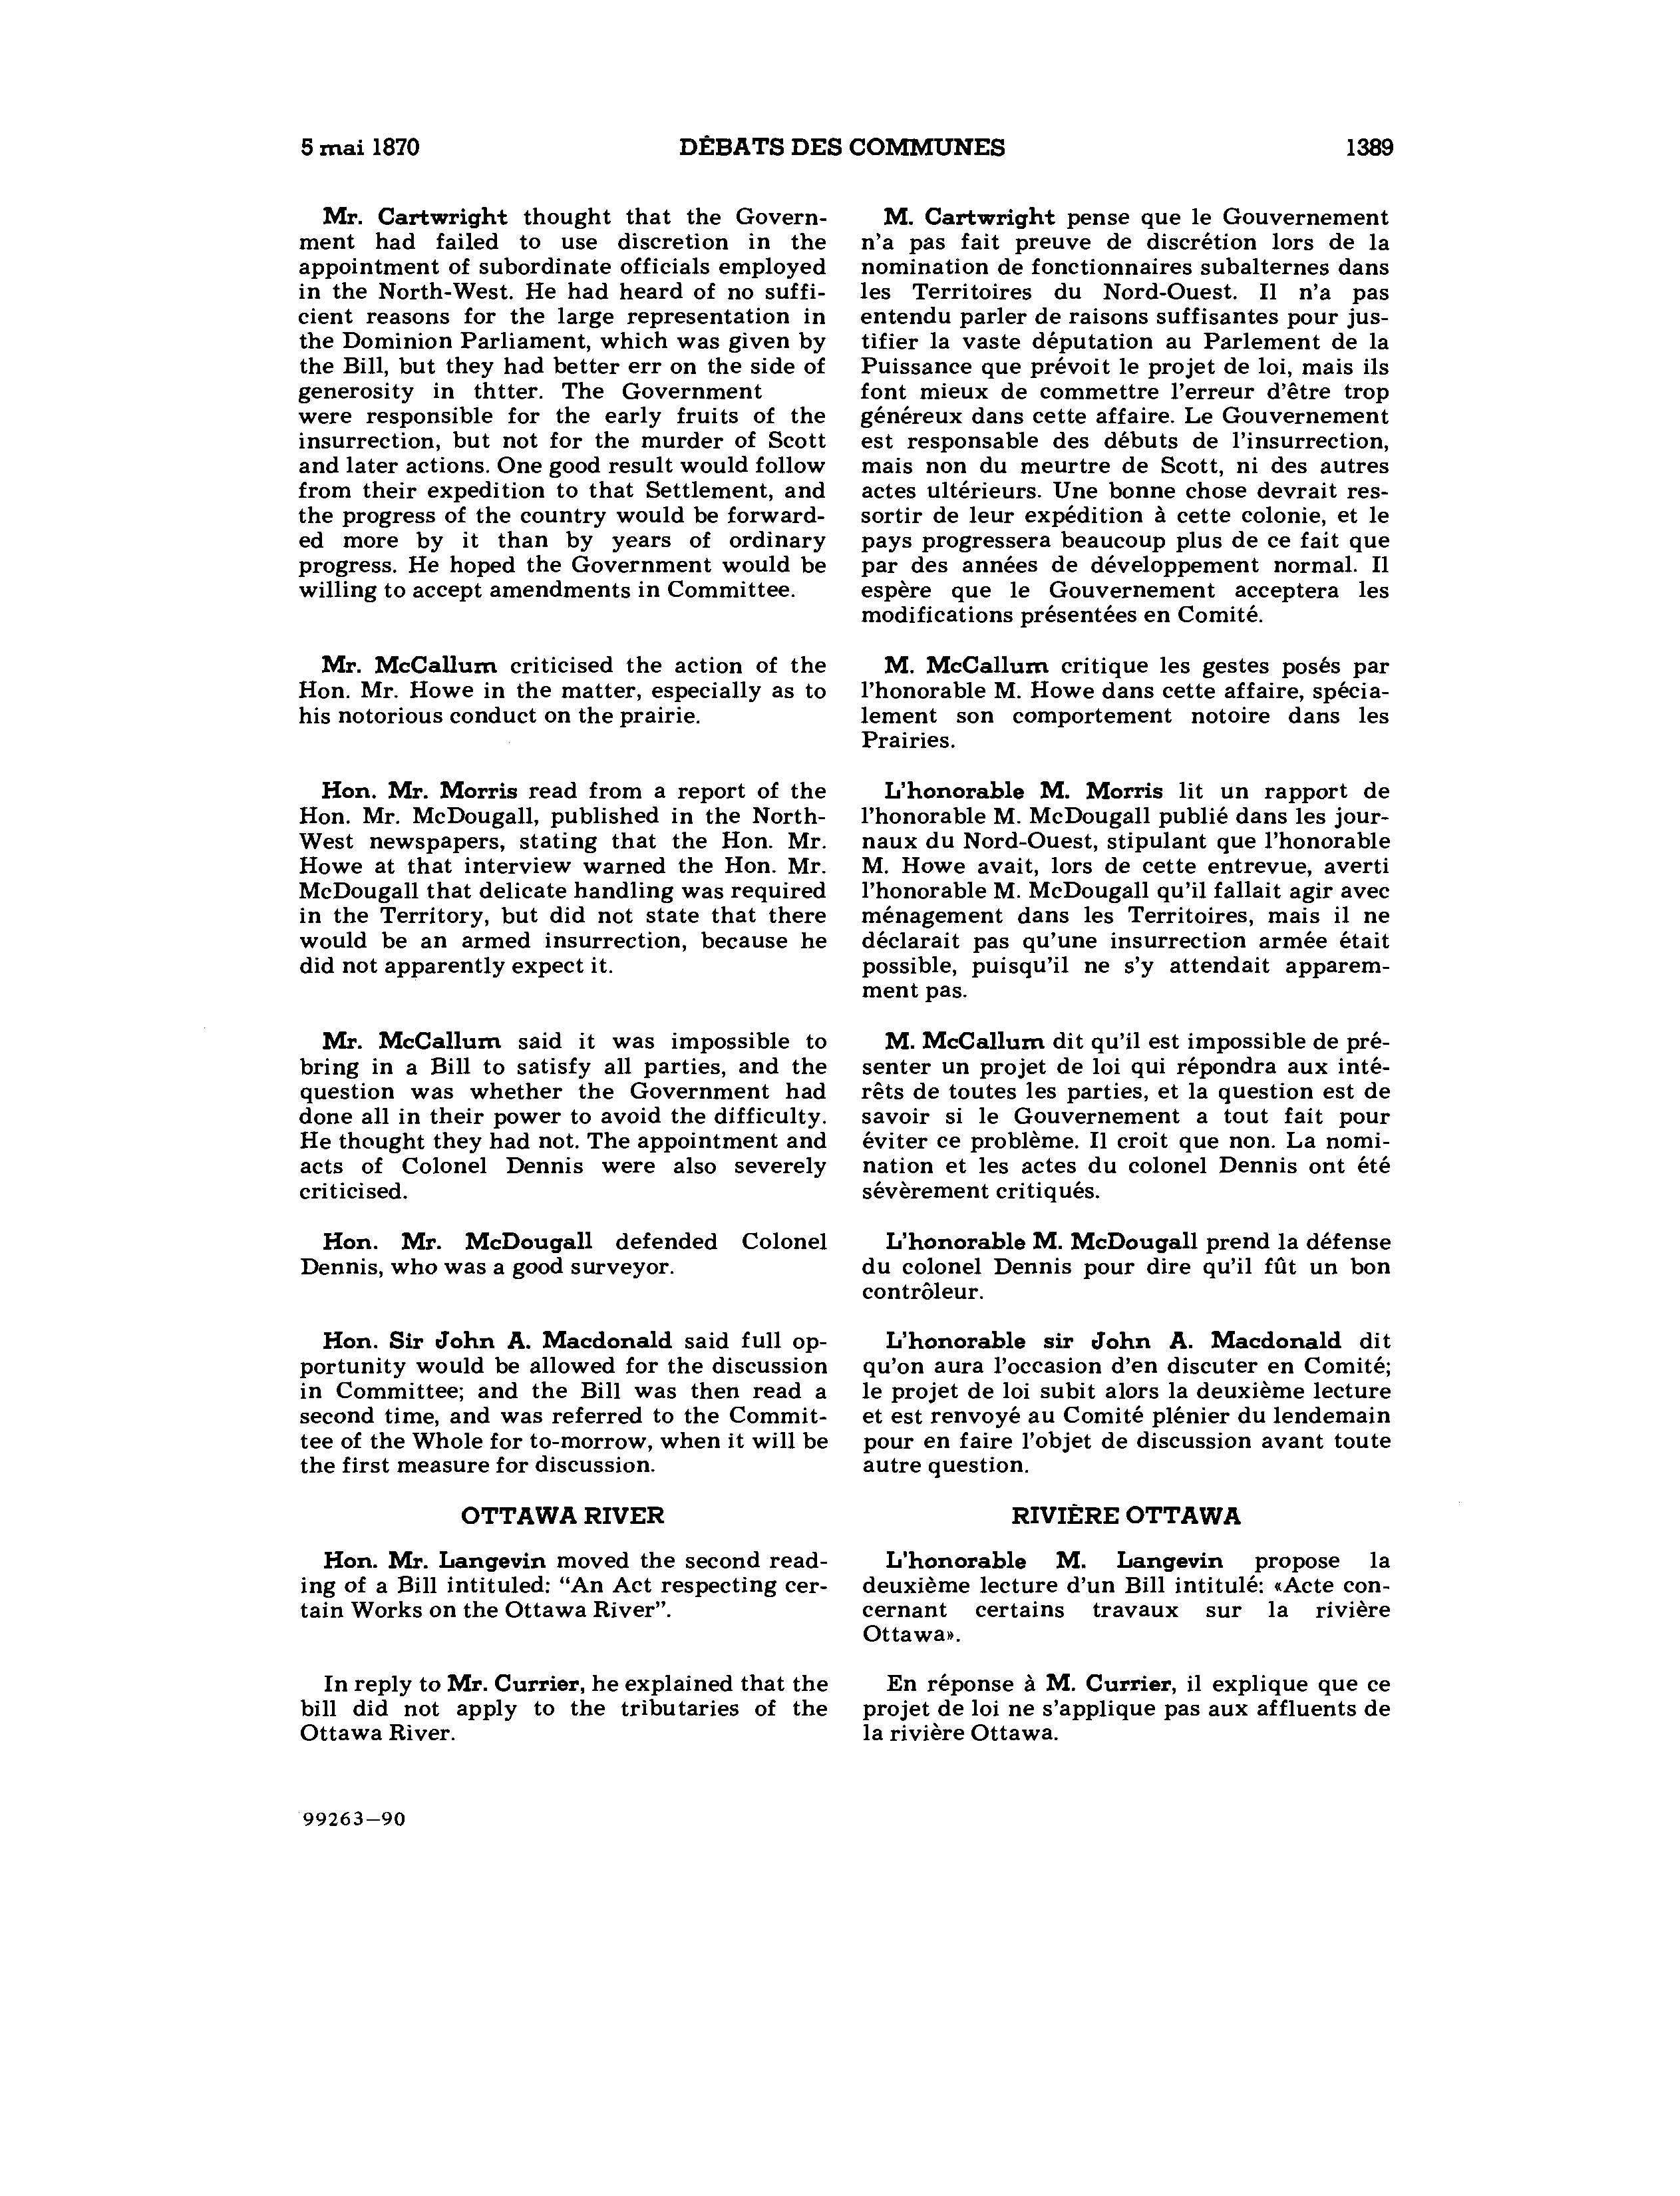 5 mai 1870
DÉBATS DES COMMUNES
1389
Mr. Cartwright thought that the Govern-
ment had failed to use discretion in the
appointment of subordinate officials employed
in the North-West. He had heard of no suffi-
cient reasons for the large representation in
the Dominion Parliament, which was given by
the Bill, but they had better err on the side of
generosity in thtter. The Government
were responsible for the early fruits of the
insurrection, but not for the murder of Scott
and later actions. One good result would follow
from their expedition to that Settlement, and
the progress of the country would be forward-
ed more by it than by years of ordinary
progress. He hoped the Government would be
willing to accept amendments in Committee.
Mr. McCallum criticised the action of the
Hon. Mr. Howe in the matter, especially as to
his notorious conduct on the prairie.
Hon. Mr. Morris read from a report of the
Hon. Mr. McDougall, published in the North-
West newspapers, stating that the Hon. Mr.
Howe at that interview warned the Hon. Mr.
McDougall that delicate handling was required
in the Territory, but did not state that there
would be an armed insurrection, because he
did not apparently expect it.
Mr. McCallum said it was impossible to
bring in a Bill to satisfy all parties, and the
question was whether the Government had
done all in their power to avoid the difficulty.
He thought they had not. The appointment and
acts of Colonel Dennis were also severely
criticised.
Hon. Mr. McDougall defended Colonel
Dennis, who was a good surveyor.
Hon. Sir John A. Macdonald said full op-
portunity would be allowed for the discussion
in Committee; and the Bill was then read a
second time, and was referred to the Commit-
tee of the Whole for to-morrow, when it will be
the first measure for discussion.
OTTAWA RIVER
Hon. Mr. Langevin moved the second read-
ing of a Bill intituled: “An Act respecting cer-
tain Works on the Ottawa River”.
In reply to Mr. Currier, he explained that the
bill did not apply to the tributaries of the
Ottawa River.
M. Cartwright pense que le Gouvernement
n'a pas fait preuve de discrétion lors de la
nomination de fonctionnaires subalternes dans
les Territoires du Nord-Ouest. Il n'a pas
entendu parler de raisons suffisantes pour jus-
tifier la vaste députation au Parlement de la
Puissance que prévoit le projet de loi, mais ils
font mieux de commettre l'erreur d'être trop
généreux dans cette affaire. Le Gouvernement
est responsable des débuts de l'insurrection,
mais non du meurtre de Scott, ni des autres
actes ultérieurs. Une bonne chose devrait res-
sortir de leur expédition à cette colonie, et le
pays progressera beaucoup plus de ce fait que
par des années de développement normal. Il
espère que le Gouvernement acceptera les
modifications présentées en Comité.
M. McCallum critique les gestes posés par
l'honorable M. Howe dans cette affaire, spécia-
lement son comportement notoire dans les
Prairies.
L'honorable M. Morris lit un rapport de
l'honorable M. McDougall publié dans les jour-
naux du Nord-Ouest, stipulant que l'honorable
M. Howe avait, lors de cette entrevue, averti
l'honorable M. McDougall qu'il fallait agir avec
ménagement dans les Territoires, mais il ne
déclarait pas qu'une insurrection armée était
possible, puisqu'il ne s'y attendait apparem-
ment pas.
M. McCallum dit qu'il est impossible de pré-
senter un projet de loi qui répondra aux inté-
rêts de toutes les parties, et la question est de
savoir si le Gouvernement a tout fait pour
éviter ce problème. Il croit que non. La nomi-
nation et les actes du colonel Dennis ont été
sévèrement critiqués.
L'honorable M. McDougall prend la défense
du colonel Dennis pour dire qu'il fût un bon
contrôleur.
L'honorable sir John A. Macdonald dit
qu'on aura l'occasion d'en discuter en Comité;
le projet de loi subit alors la deuxième lecture
et est renvoyé au Comité plénier du lendemain
pour en faire l'objet de discussion avant toute
autre question.
RIVIÈRE OTTAWA
L'honorable M. Langevin propose la
deuxième lecture d'un Bill intitulé: «Acte con-
cernant certains travaux sur la rivière
Ottawa».
En réponse à M. Currier, il explique que ce
projet de loi ne s'applique pas aux affluents de
la rivière Ottawa.
99263—90